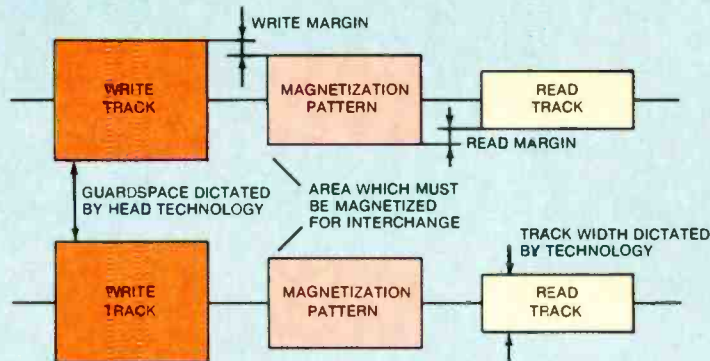 WRITE MARGIN
WRITE
TRACK
MAGNETIZATION
PATTERN
READ
TRACK
READ MARGIN
GUARDSPACE DICTATED
BY HEAD TECHNOLOGY
AREA WHICH MUST
BE MAGNETIZED
FOR INTERCHANGE
TRACK WIDTH DICTATED
BY TECHNOLOGY
WRITE
TRACK
MAGNETIZATION
PATTERN
READ
TRACK